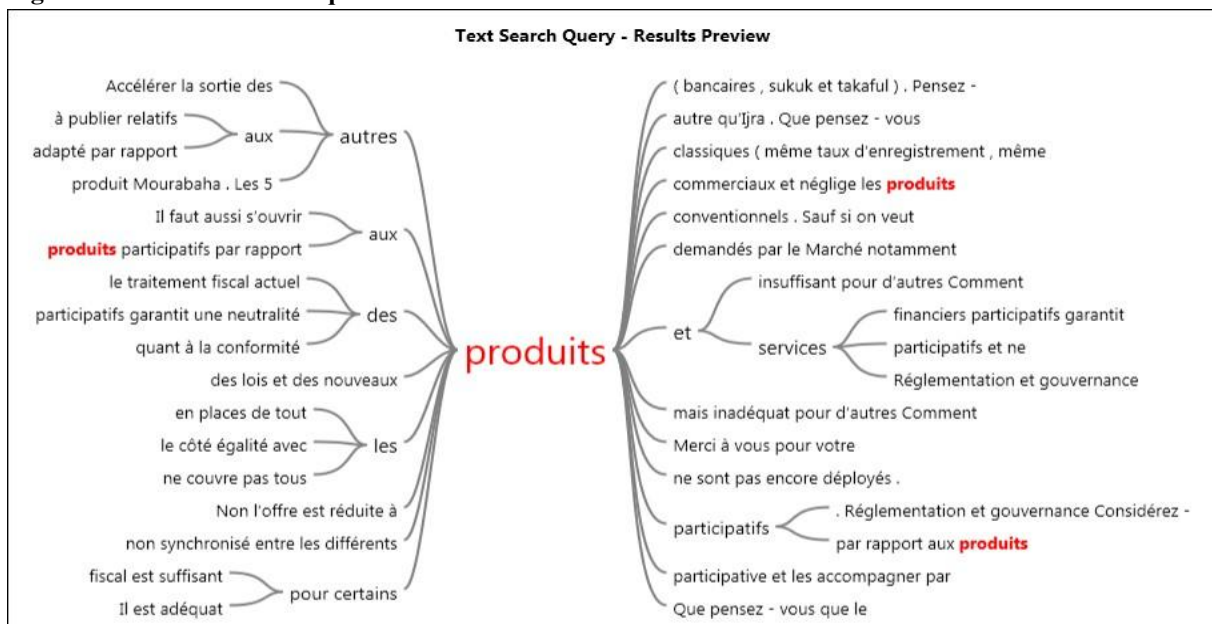 Text Search Query - Results Preview
Accélérer la sortie des
à publier relatifs
adapté par rapport
aux
produit Mourabaha . Les 5
autres
Il faut aussi s'ouvrir
produits participatifs par rapport
aux
le traitement fiscal actuel
participatifs garantit une neutralité
quant à la conformité
des
des lois et des nouveaux
en places de tout
le côté égalité avec
ne couvre pas tous
les
Non l'offre est réduite à
non synchronisé entre les différents
fiscal est suffisant
Il est adéquat
pour certains
produits
( bancaires , sukuk et takaful ) . Pensez -
autre qu'Ijra . Que pensez - vous
classiques ( même taux d'enregistrement , même
commerciaux et néglige les produits
conventionnels . Sauf si on veut
demandés par le Marché notamment
et
insuffisant pour d'autres Comment
services
financiers participatifs garantit
participatifs et ne
Réglementation et gouvernance
mais inadéquat pour d'autres Comment
Merci à vous pour votre
ne sont pas encore déployés .
participatifs
. Réglementation et gouvernance Considérez -
par rapport aux produits
participative et les accompagner par
Que pensez - vous que le